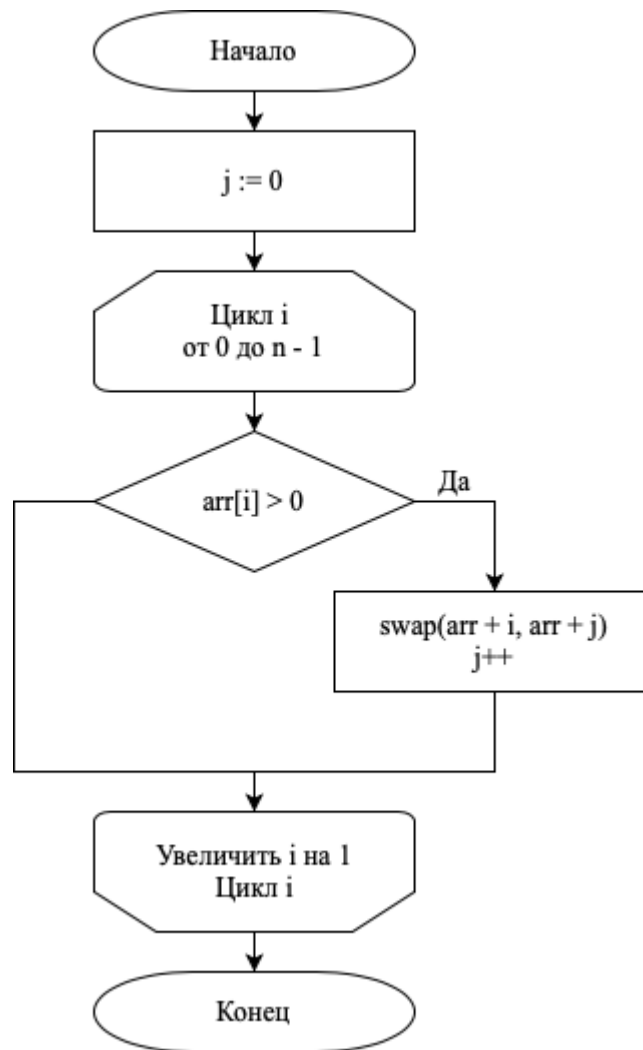 Начало
j := 0
Цикл i
от 0 до n - 1
arr[i] > 0
Да
swap(arr + i, arr + j)
j++
Увеличить i на 1
Цикл i
Конец